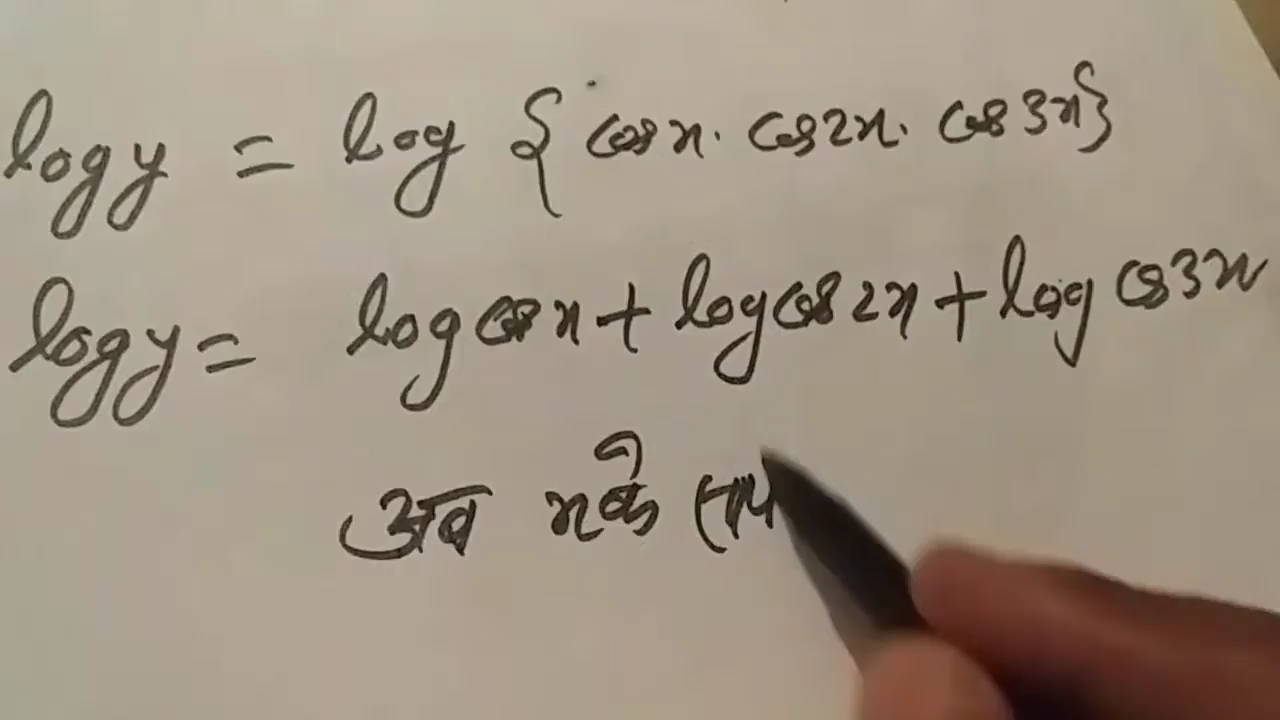 log y = log { cos x . cos 2x . cos 3x }
log y = log cos x + log cos 2x + log cos 3x
अब x के